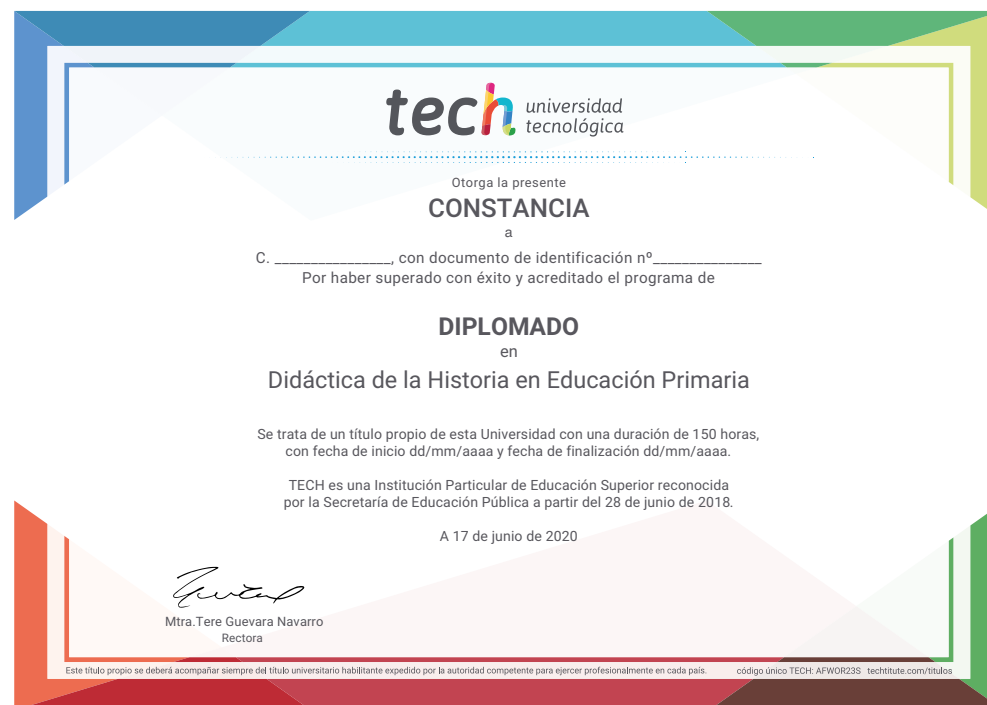 tech universidad
tecnológica
Otorga la presente
CONSTANCIA
a
C. ________________, con documento de identificación nº_______________
Por haber superado con éxito y acreditado el programa de
DIPLOMADO
en
Didáctica de la Historia en Educación Primaria
Se trata de un título propio de esta Universidad con una duración de 150 horas,
con fecha de inicio dd/mm/aaaa y fecha de finalización dd/mm/aaaa.
TECH es una Institución Particular de Educación Superior reconocida
por la Secretaría de Educación Pública a partir del 28 de junio de 2018.
A 17 de junio de 2020
Mtra.Tere Guevara Navarro
Rectora
Este título propio se deberá acompañar siempre del título universitario habilitante expedido por la autoridad competente para ejercer profesionalmente en cada país. código único TECH: AFWOR23S techtitute.com/titulos